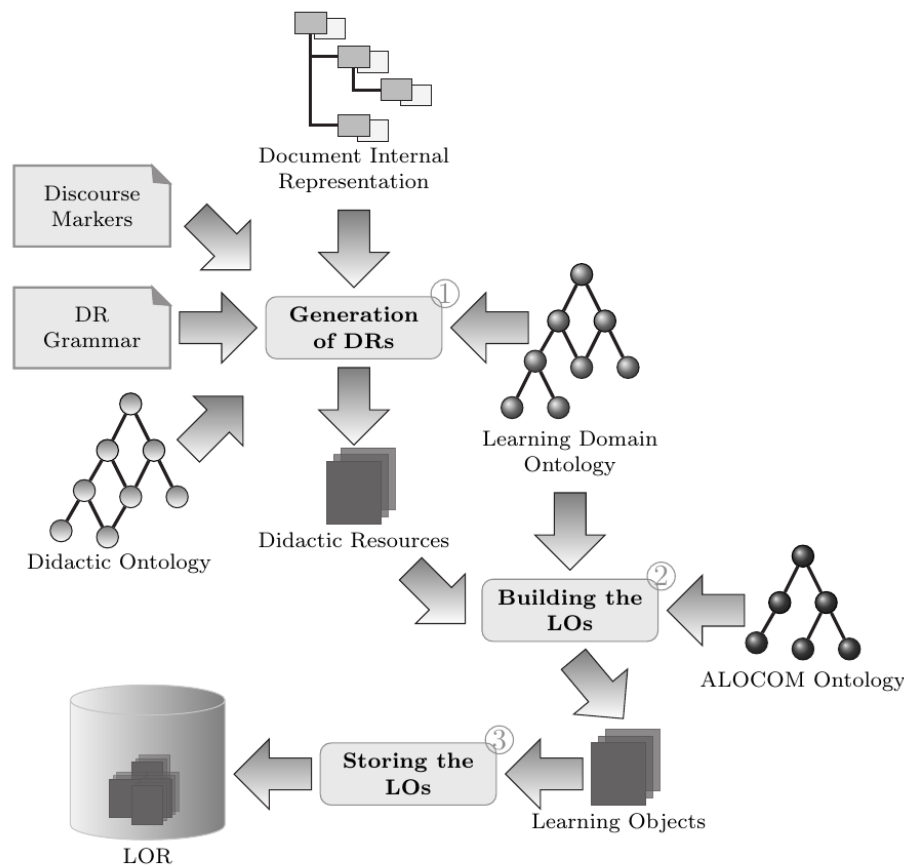 Document Internal
Representation
Discourse
Markers
1
DR
Grammar
Generation
of DRs
Learning Domain
Ontology
Didactic Ontology
Didactic Resources
2
Building the
LOs
ALOCOM Ontology
3
Storing the
LOs
Learning Objects
LOR